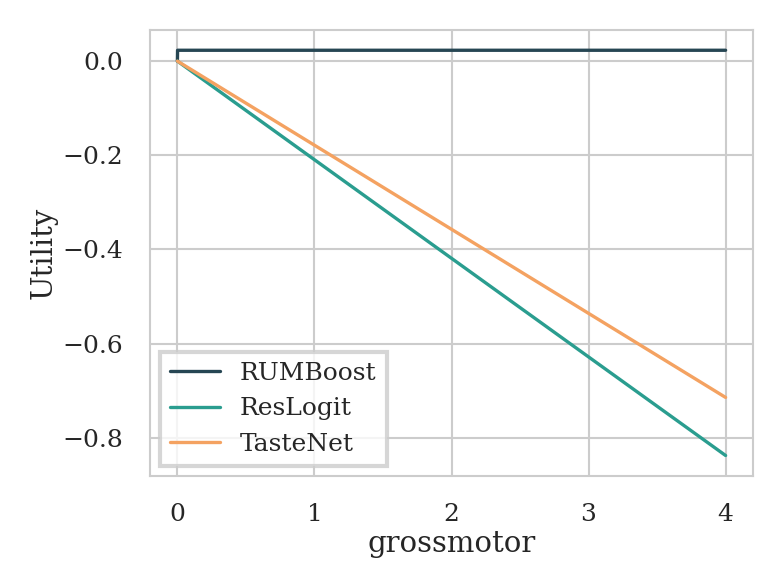 0.0
−0.2
−0.4
−0.6
−0.8
Utility
RUMBoost
ResLogit
TasteNet
0 1 2 3 4
grossmotor